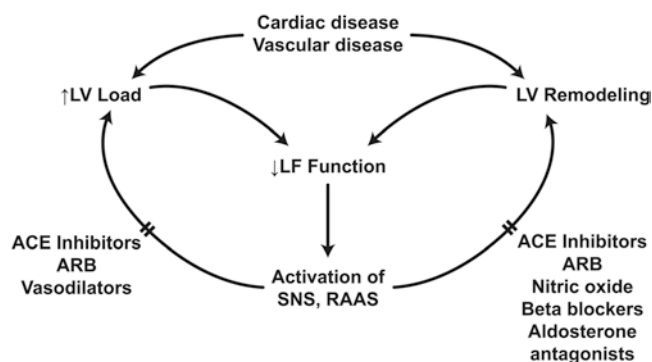 Cardiac disease
Vascular disease
↑LV Load
LV Remodeling
↓LF Function
ACE Inhibitors
ARB
Vasodilators
Activation of
SNS, RAAS
ACE Inhibitors
ARB
Nitric oxide
Beta blockers
Aldosterone
antagonists